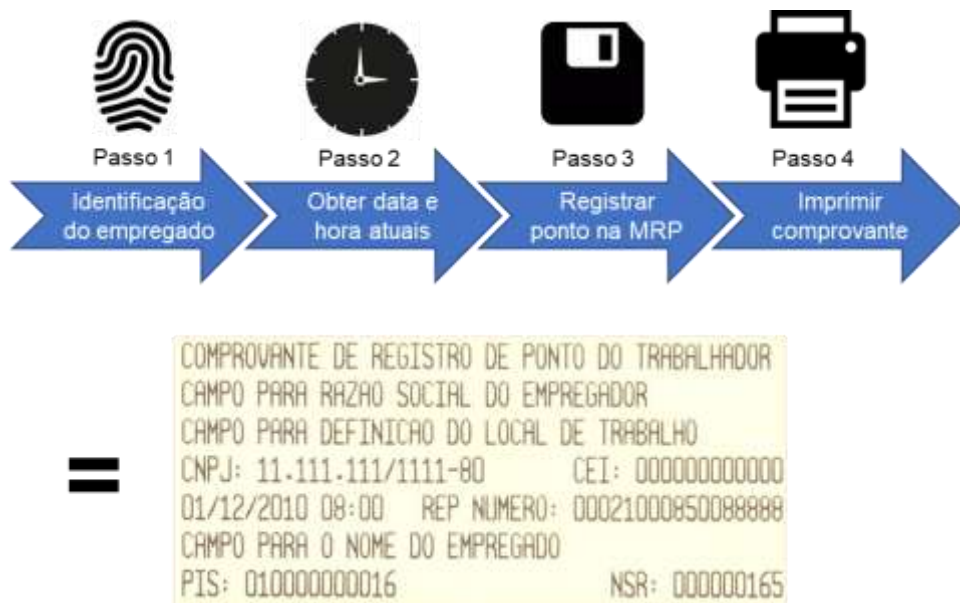 Passo 1
Identificação
do empregado
Passo 2
Obter data e
hora atuais
Passo 3
Registrar
ponto na MRP
Passo 4
Imprimir
comprovante
=
COMPROVANTE DE REGISTRO DE PONTO DO TRABALHADOR
CAMPO PARA RAZAO SOCIAL DO EMPREGADOR
CAMPO PARA DEFINICAO DO LOCAL DE TRABALHO
CNPJ: 11.111.111/1111-80 CEI: 000000000000
01/12/2010 08:00 REP NUMERO: 00021000850088888
CAMPO PARA O NOME DO EMPREGADO
PIS: 010000000016 NSR: 000000165